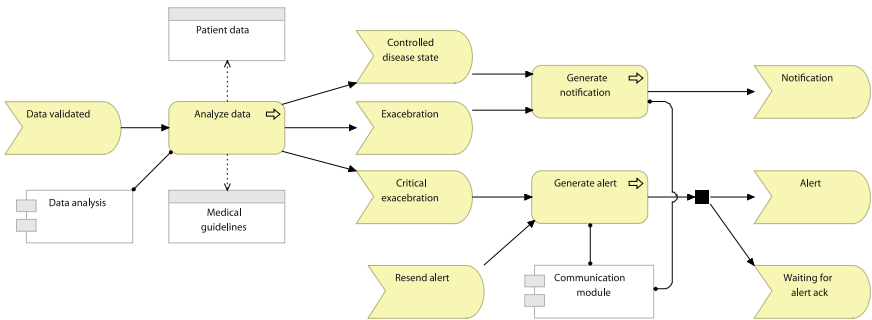 Patient data
Controlled
disease state
Generate
notification
Notification
Data validated
Analyze data
Exacebration
Data analysis
Medical
guidelines
Critical
exacebration
Generate alert
Alert
Resend alert
Communication
module
Waiting for
alert ack